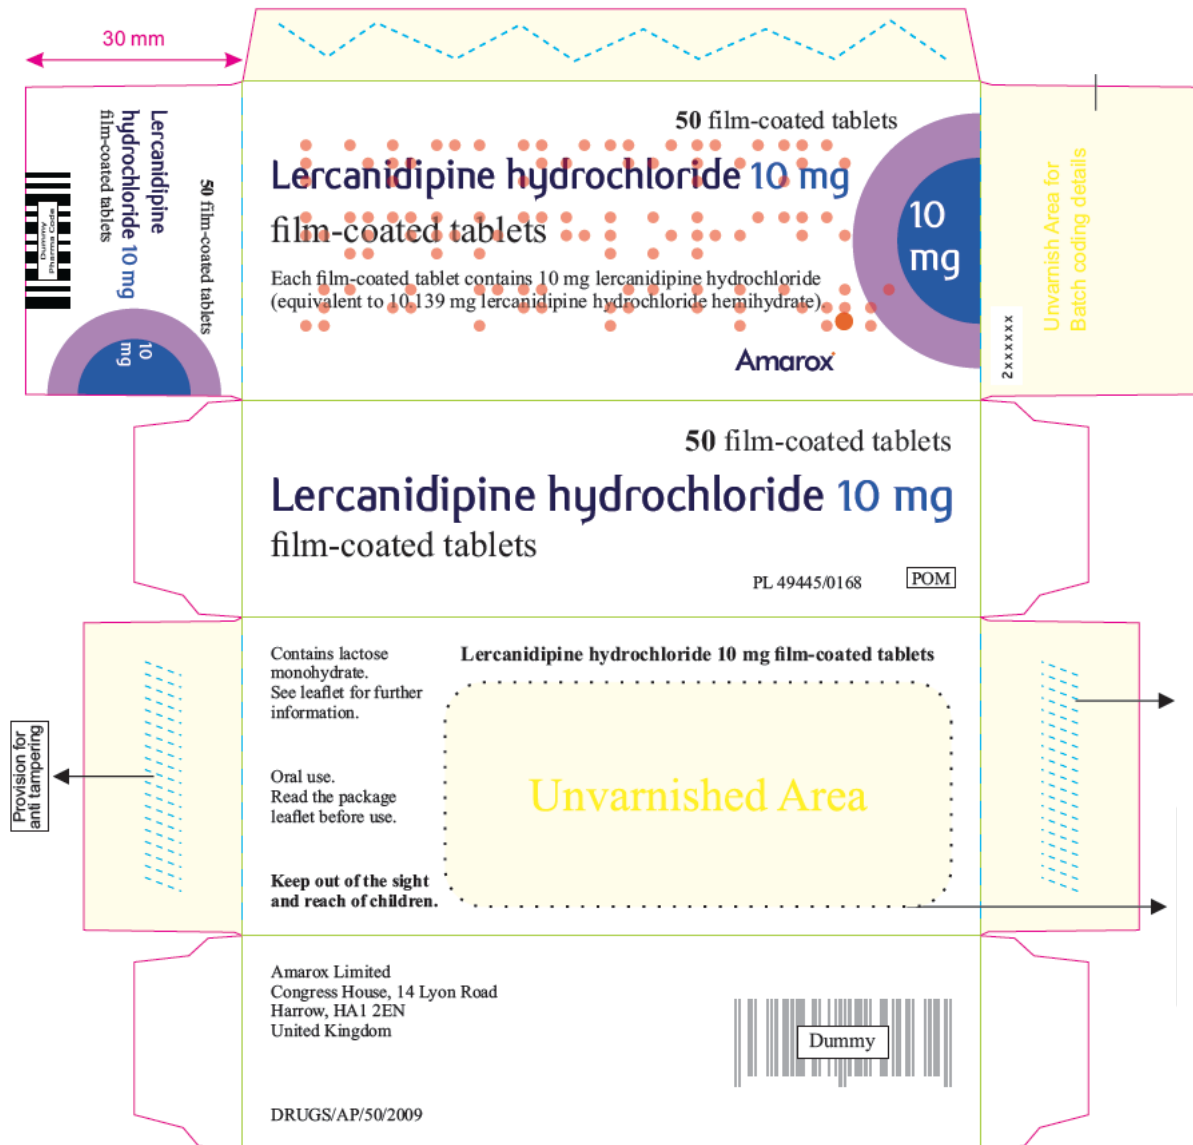 30 mm
Lercanidipine
hydrochloride 10 mg
film-coated tablets
50 film-coated tablets
Dummy
Pharma Code
10
mg
50 film-coated tablets
Lercanidipine hydrochloride 10 mg
film-coated tablets
Each film-coated tablet contains 10 mg lercanidipine hydrochloride
(equivalent to 10.139 mg lercanidipine hydrochloride hemihydrate).
Amarox
10
mg
2xxxxxx
Unvarnish Area for
Batch coding details
50 film-coated tablets
Lercanidipine hydrochloride 10 mg
film-coated tablets
PL 49445/0168
POM
Provision for
anti tampering
Contains lactose
monohydrate.
See leaflet for further
information.
Oral use.
Read the package
leaflet before use.
Keep out of the sight
and reach of children.
Lercanidipine hydrochloride 10 mg film-coated tablets
Unvarnished Area
Amarox Limited
Congress House, 14 Lyon Road
Harrow, HA1 2EN
United Kingdom
Dummy
DRUGS/AP/50/2009